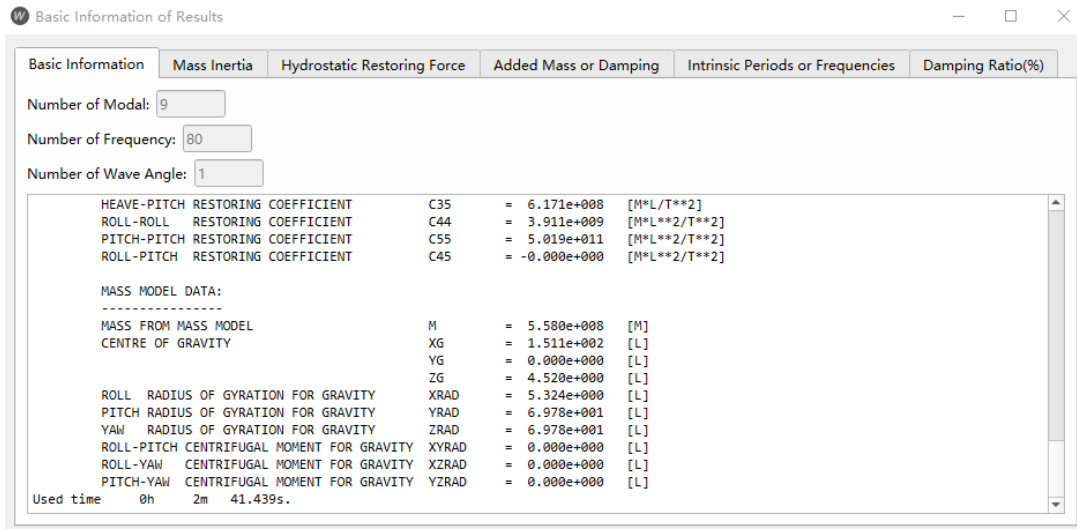 Basic Information of Results
Basic Information Mass Inertia Hydrostatic Restoring Force Added Mass or Damping Intrinsic Periods or Frequencies Damping Ratio(%)
Number of Modal: 9
Number of Frequency: 80
Number of Wave Angle: 1
HEAVE-PITCH RESTORING COEFFICIENT C35 = 6.171e+008 [M*L/T**2]
ROLL-ROLL RESTORING COEFFICIENT C44 = 3.911e+009 [M*L**2/T**2]
PITCH-PITCH RESTORING COEFFICIENT C55 = 5.019e+011 [M*L**2/T**2]
ROLL-PITCH RESTORING COEFFICIENT C45 = -0.000e+000 [M*L**2/T**2]
MASS MODEL DATA:
----------------
MASS FROM MASS MODEL M = 5.580e+008 [M]
CENTRE OF GRAVITY XG = 1.511e+002 [L]
YG = 0.000e+000 [L]
ZG = 4.520e+000 [L]
ROLL RADIUS OF GYRATION FOR GRAVITY XRAD = 5.324e+000 [L]
PITCH RADIUS OF GYRATION FOR GRAVITY YRAD = 6.978e+001 [L]
YAW RADIUS OF GYRATION FOR GRAVITY ZRAD = 6.978e+001 [L]
ROLL-PITCH CENTRIFUGAL MOMENT FOR GRAVITY XYRAD = 0.000e+000 [L]
ROLL-YAW CENTRIFUGAL MOMENT FOR GRAVITY XZRAD = 0.000e+000 [L]
PITCH-YAW CENTRIFUGAL MOMENT FOR GRAVITY YZRAD = 0.000e+000 [L]
Used time 0h 2m 41.439s.